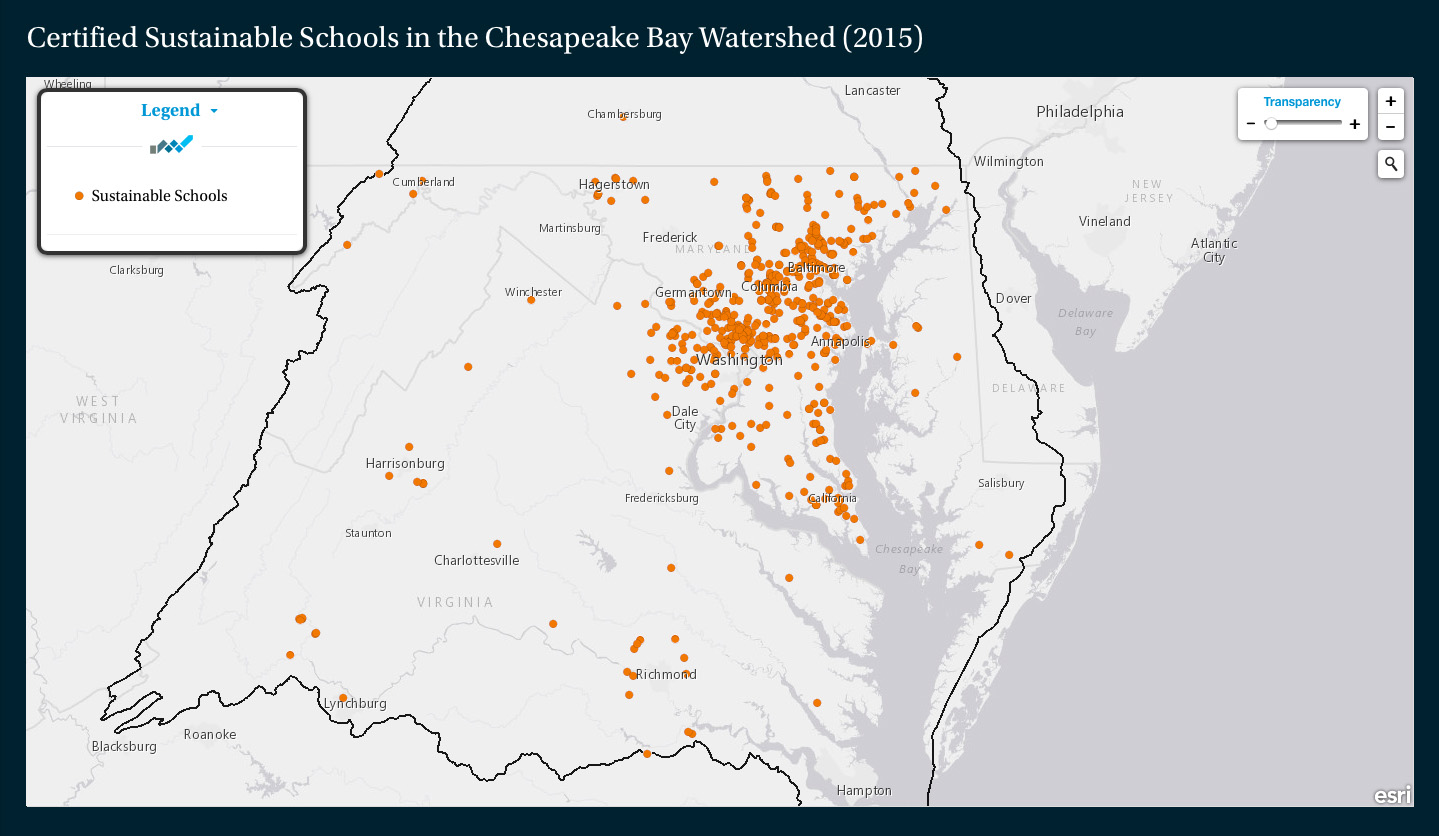 Certified Sustainable Schools in the Chesapeake Bay Watershed (2015)
Wheeling
Legend
Sustainable Schools
Transparency
− +
+
−
Lancaster
Philadelphia
Chambersburg
Wilmington
Cumberland
Hagerstown
NEW
JERSEY
Martinsburg
Frederick
MARYLAND
Vineland
Atlantic
City
Clarksburg
Baltimore
Winchester
Germantown
Columbia
Dover
Delaware
Bay
Annapolis
Washington
WEST
VIRGINIA
DELAWARE
Dale
City
Harrisonburg
Salisbury
Fredericksburg
California
Staunton
Charlottesville
Chesapeake
Bay
VIRGINIA
Richmond
Lynchburg
Roanoke
Blacksburg
Hampton
esri